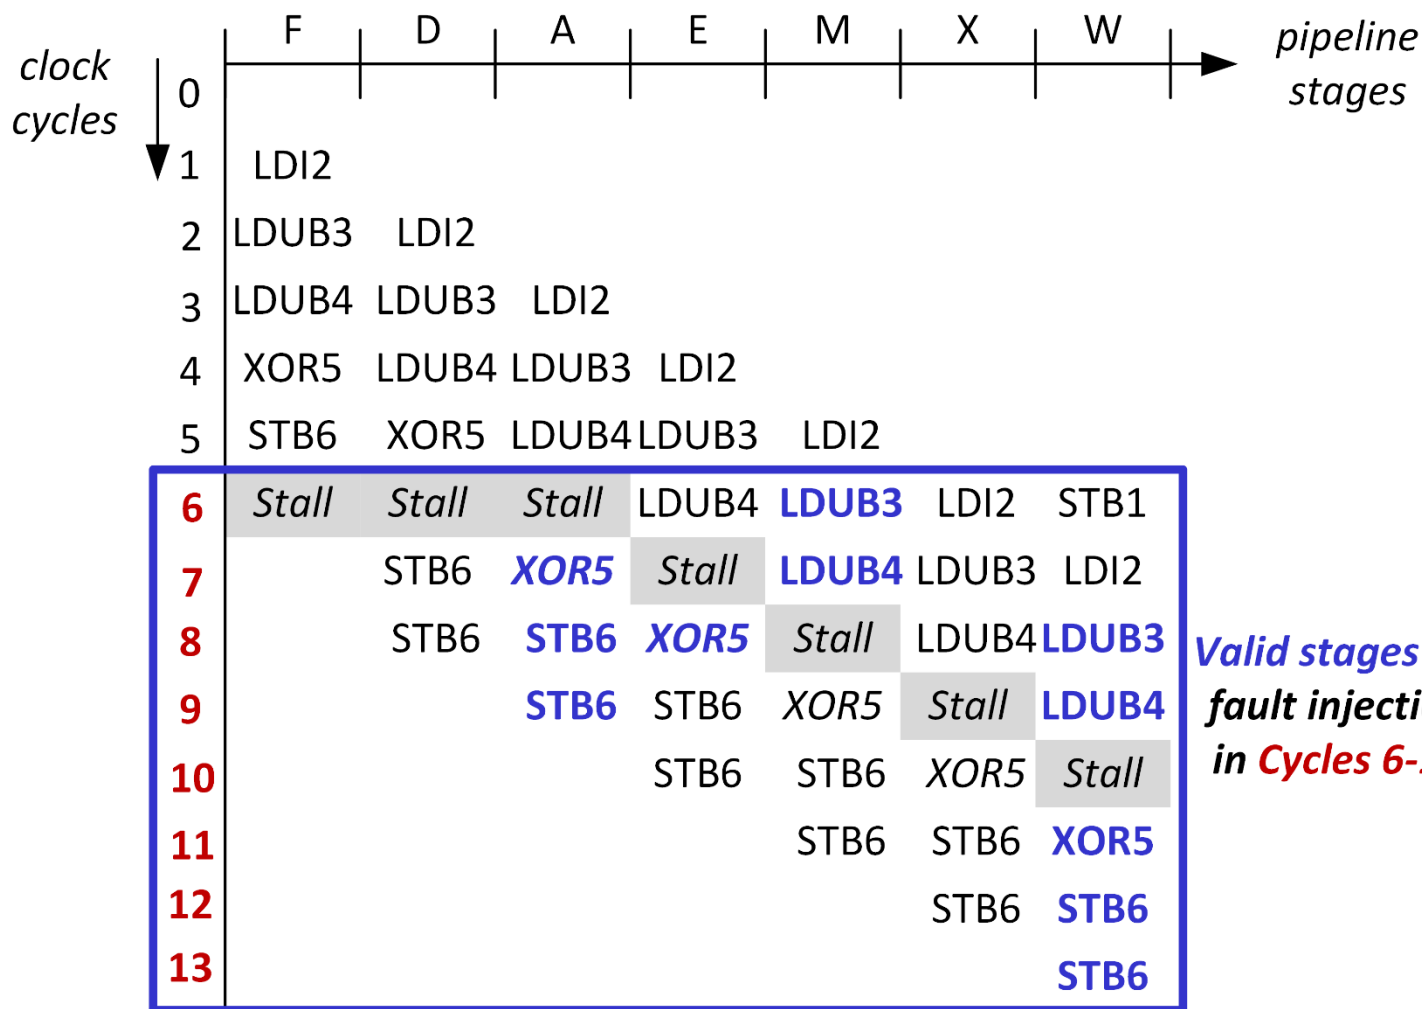 F D A E M X W
clock cycles
pipeline stages
0
1 LDI2
2 LDUB3 LDI2
3 LDUB4 LDUB3 LDI2
4 XOR5 LDUB4 LDUB3 LDI2
5 STB6 XOR5 LDUB4 LDUB3 LDI2
6 Stall Stall Stall LDUB4 LDUB3 LDI2 STB1
7 STB6 XOR5 Stall LDUB4 LDUB3 LDI2
8 STB6 STB6 XOR5 Stall LDUB4 LDUB3
9 STB6 STB6 XOR5 Stall LDUB4
10 STB6 STB6 XOR5 Stall
11 STB6 STB6 XOR5
12 STB6 STB6
13 STB6
Valid stages
fault injecti
in Cycles 6-